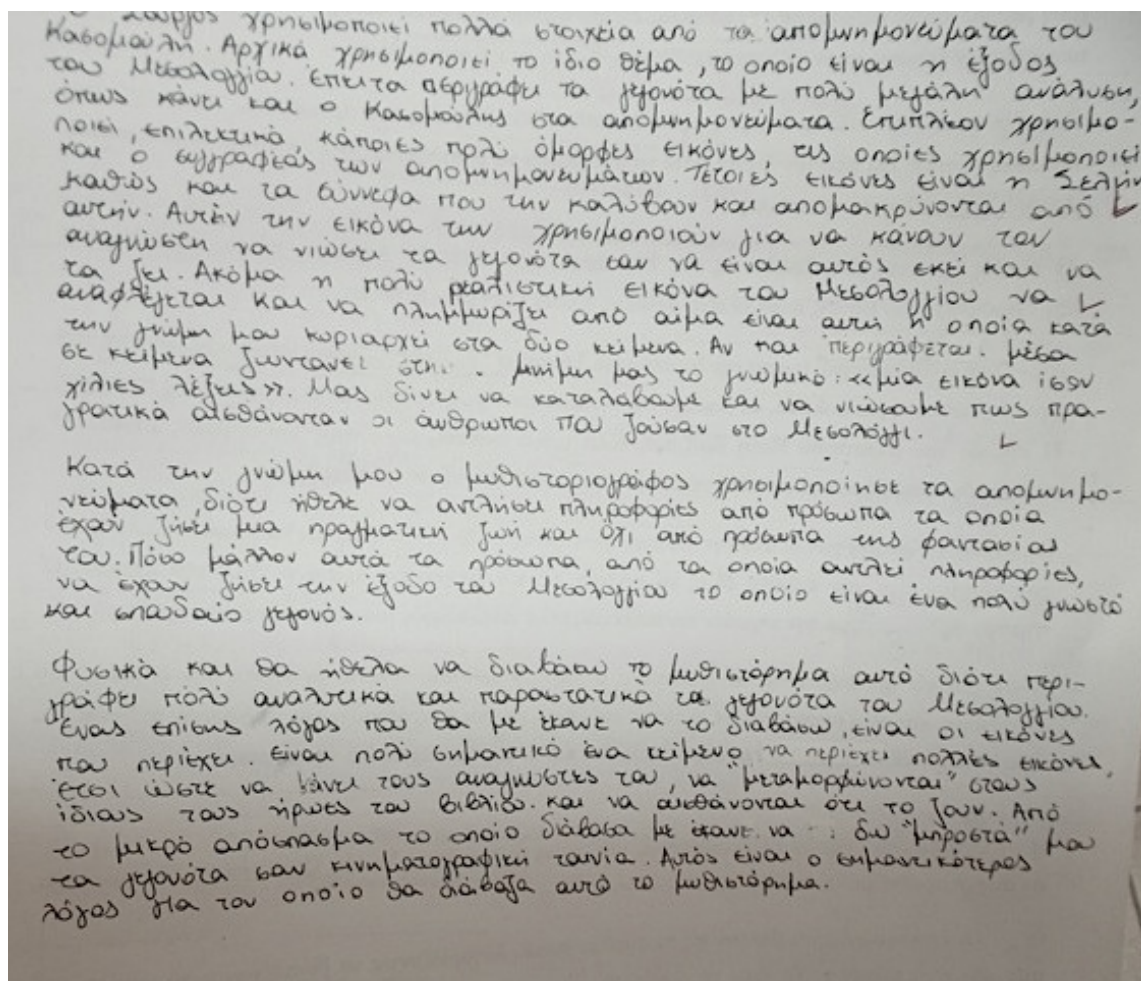 χρησιμοποιεί πολλά στοιχεία από τα απομνημονεύματα του
Κασομούλη. Αρχικά χρησιμοποιεί το ίδιο θέμα, το οποίο είναι η έξοδος
του Μεσολογγίου. Έπειτα περιγράφει τα γεγονότα με πολύ μεγάλη ανάλυση,
όπως κάνει και ο Κασομούλης στα απομνημονεύματα. Επιπλέον χρησιμο-
ποιεί, επιλεκτικά, κάποιες πολύ όμορφες εικόνες, τις οποίες χρησιμοποιεί
και ο συγγραφέας των απομνημονευμάτων. Τέτοιες εικόνες είναι η Σελήνη
καθώς και τα σύννεφα που την καλύβουν και απομακρύνονται από
αυτήν. Αυτήν την εικόνα την χρησιμοποιούν για να κάνουν τον
αναγνώστη να νιώσει τα γεγονότα σαν να είναι αυτός εκεί και να
τα ζει. Ακόμα η πολύ ρεαλιστική εικόνα του Μεσολογγίου να
αναφλέγεται και να πλημμυρίζει από αίμα είναι αυτή η οποία κατά
την γνώμη μου κυριαρχεί στα δύο κείμενα. Αν και περιγράφεται μέσα
σε κείμενα ζωντανεί στην μνήμη μας το γνωμικό: «μία εικόνα ίσον
χίλιες λέξεις». Μας δίνει να καταλάβουμε και να νιώσουμε πως πρα-
γματικά αισθάνονταν οι άνθρωποι που ζούσαν στο Μεσολόγγι.
Κατά την γνώμη μου ο μυθιστοριογράφος χρησιμοποίησε τα απομνημο-
νεύματα, διότι ήθελε να αντλήσει πληροφορίες από πρόσωπα τα οποία
έχουν ζήσει μια πραγματική ζωή και όχι από πρόσωπα της φαντασίας
του. Πόσο μάλλον αυτά τα πρόσωπα, από τα οποία αντλεί πληροφορίες,
να έχουν ζήσει την έξοδο του Μεσολογγίου το οποίο είναι ένα πολύ γνωστό
και σπουδαίο γεγονός.
Φυσικά και θα ήθελα να διαβάσω το μυθιστόρημα αυτό διότι περι-
γράφει πολύ αναλυτικά και παραστατικά τα γεγονότα του Μεσολογγίου.
Ένας επίσης λόγος που θα με έκανε να το διαβάσω, είναι οι εικόνες
που περιέχει. Είναι πολύ σημαντικό ένα κείμενο να περιέχει πολλές εικόνες,
έτσι ώστε να κάνει τους αναγνώστες του, να "μεταμορφώνονται" στους
ίδιους τους ήρωες του βιβλίου και να αισθάνονται ότι το ζουν. Από
το μικρό απόσπασμα το οποίο διάβασα με έκανε να δω "μπροστά" μου
τα γεγονότα σαν κινηματογραφική ταινία. Αυτός είναι ο σημαντικότερος
λόγος για τον οποίο θα διάβαζα αυτό το μυθιστόρημα.